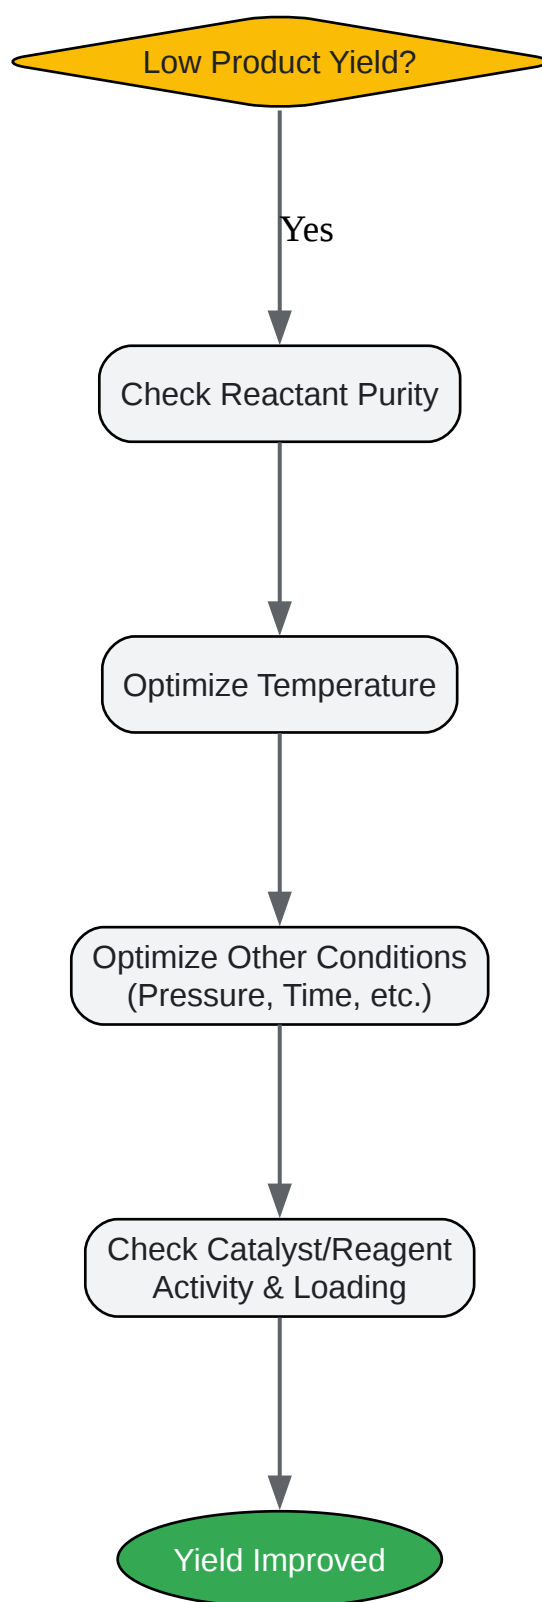 Low Product Yield?
Yes
Check Reactant Purity
Optimize Temperature
Optimize Other Conditions
(Pressure, Time, etc.)
Check Catalyst/Reagent
Activity & Loading
Yield Improved